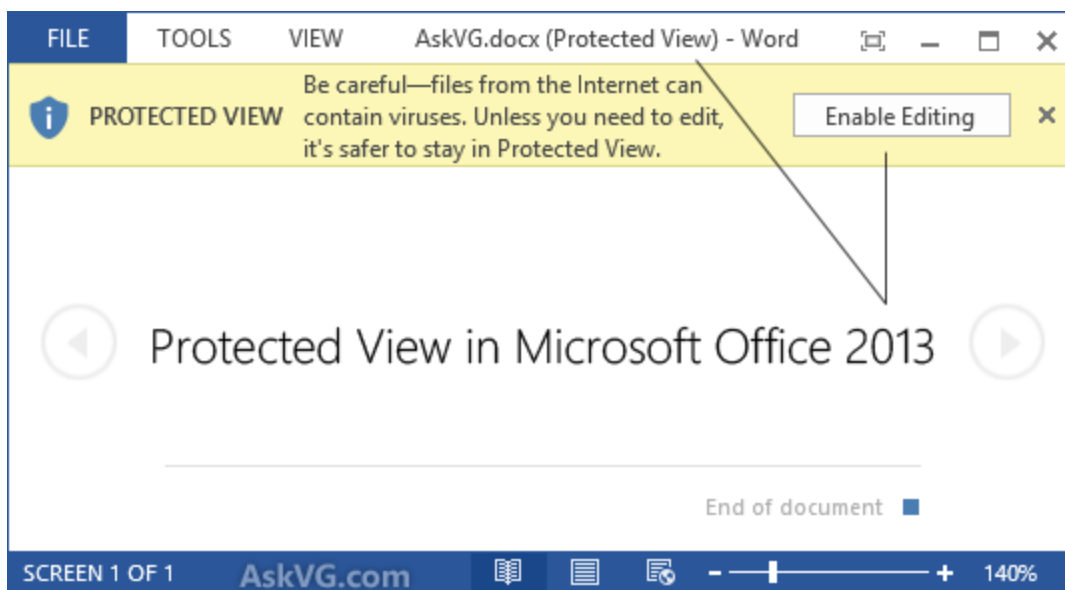 FILE TOOLS VIEW AskVG.docx (Protected View) - Word
PROTECTED VIEW
Be careful—files from the Internet can
contain viruses. Unless you need to edit,
it's safer to stay in Protected View.
Enable Editing
Protected View in Microsoft Office 2013
End of document
SCREEN 1 OF 1 AskVG.com 140%